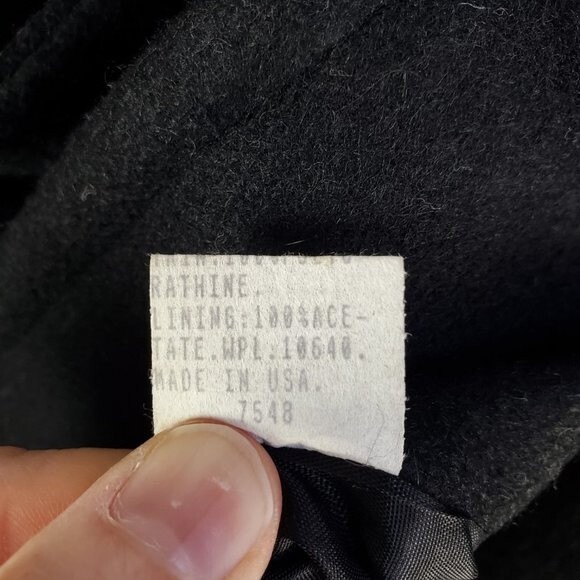 RATHINE.
LINING:100%ACE-
TATE.WPL:10640.
MADE IN USA.
7548